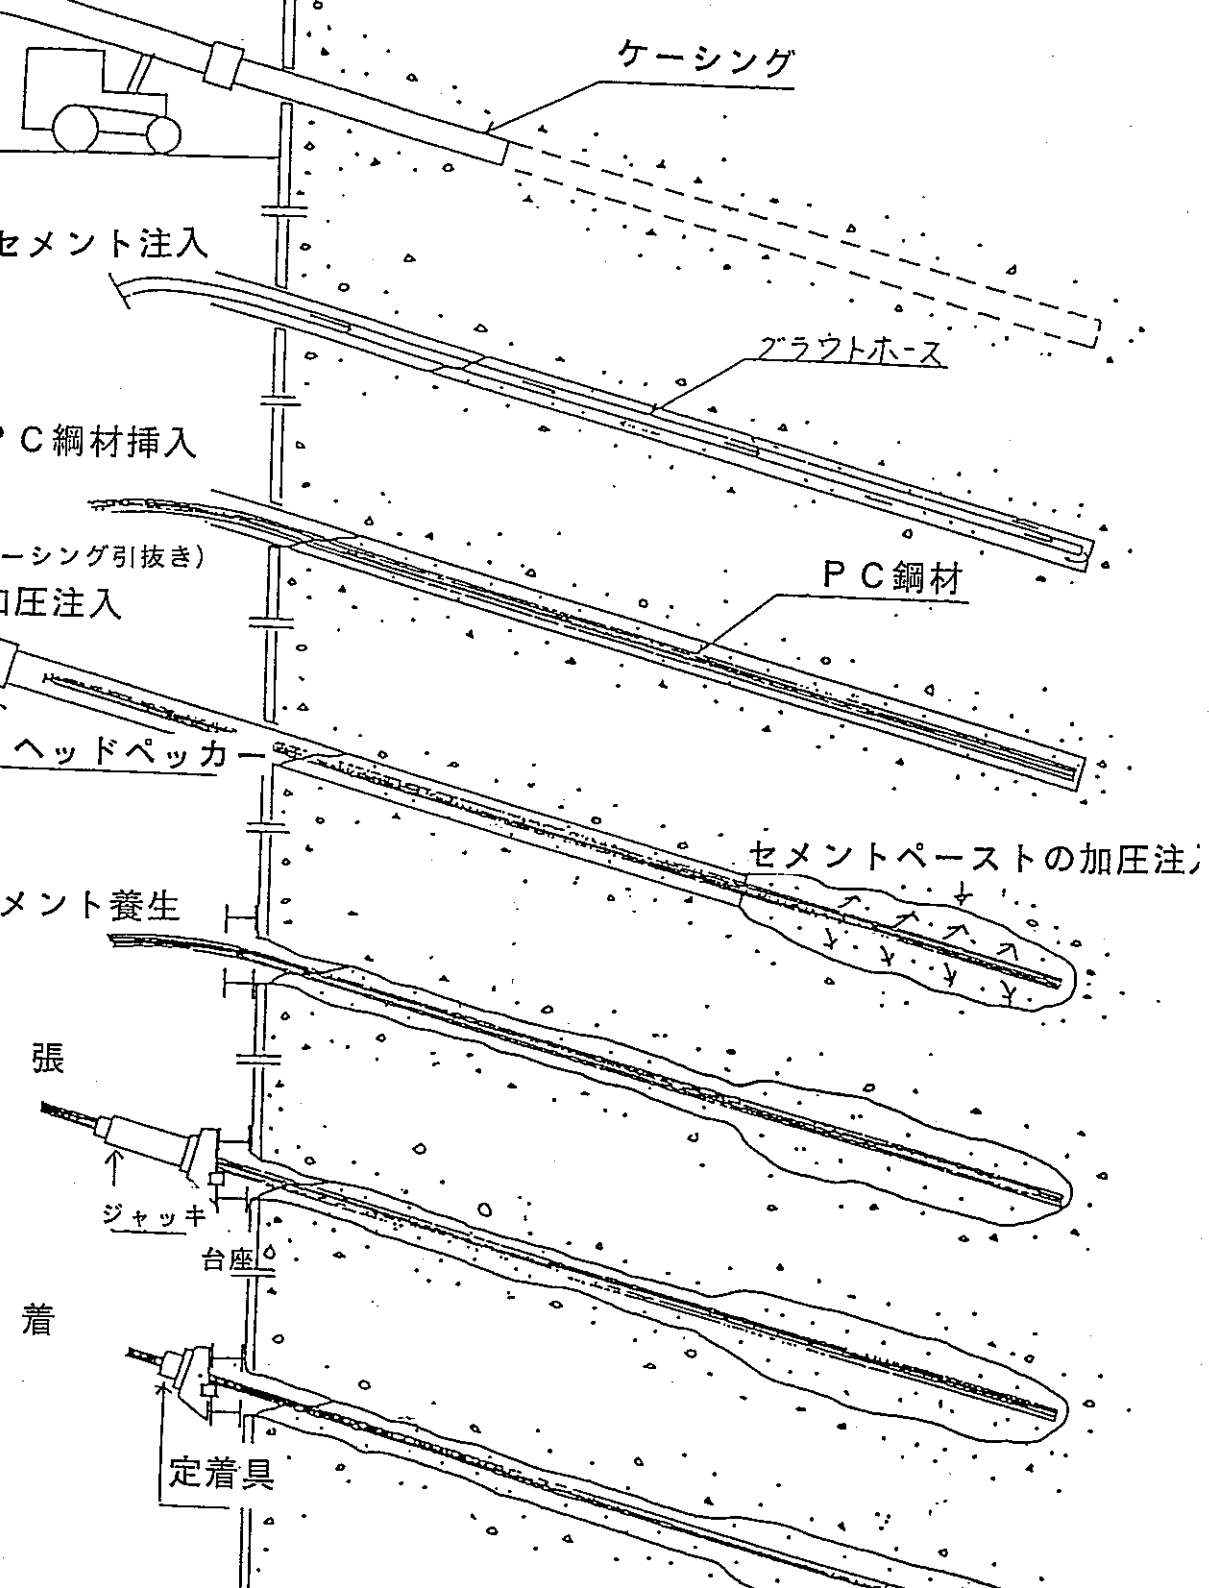 ケーシング
セメント注入
グラウトホース
ＰＣ綱材挿入
ーシング引抜き）
ＰＣ鋼材
加圧注入
ヘッドペッカー
セメントペーストの加圧注入
メント養生
張
ジャッキ
台座
着
定着具